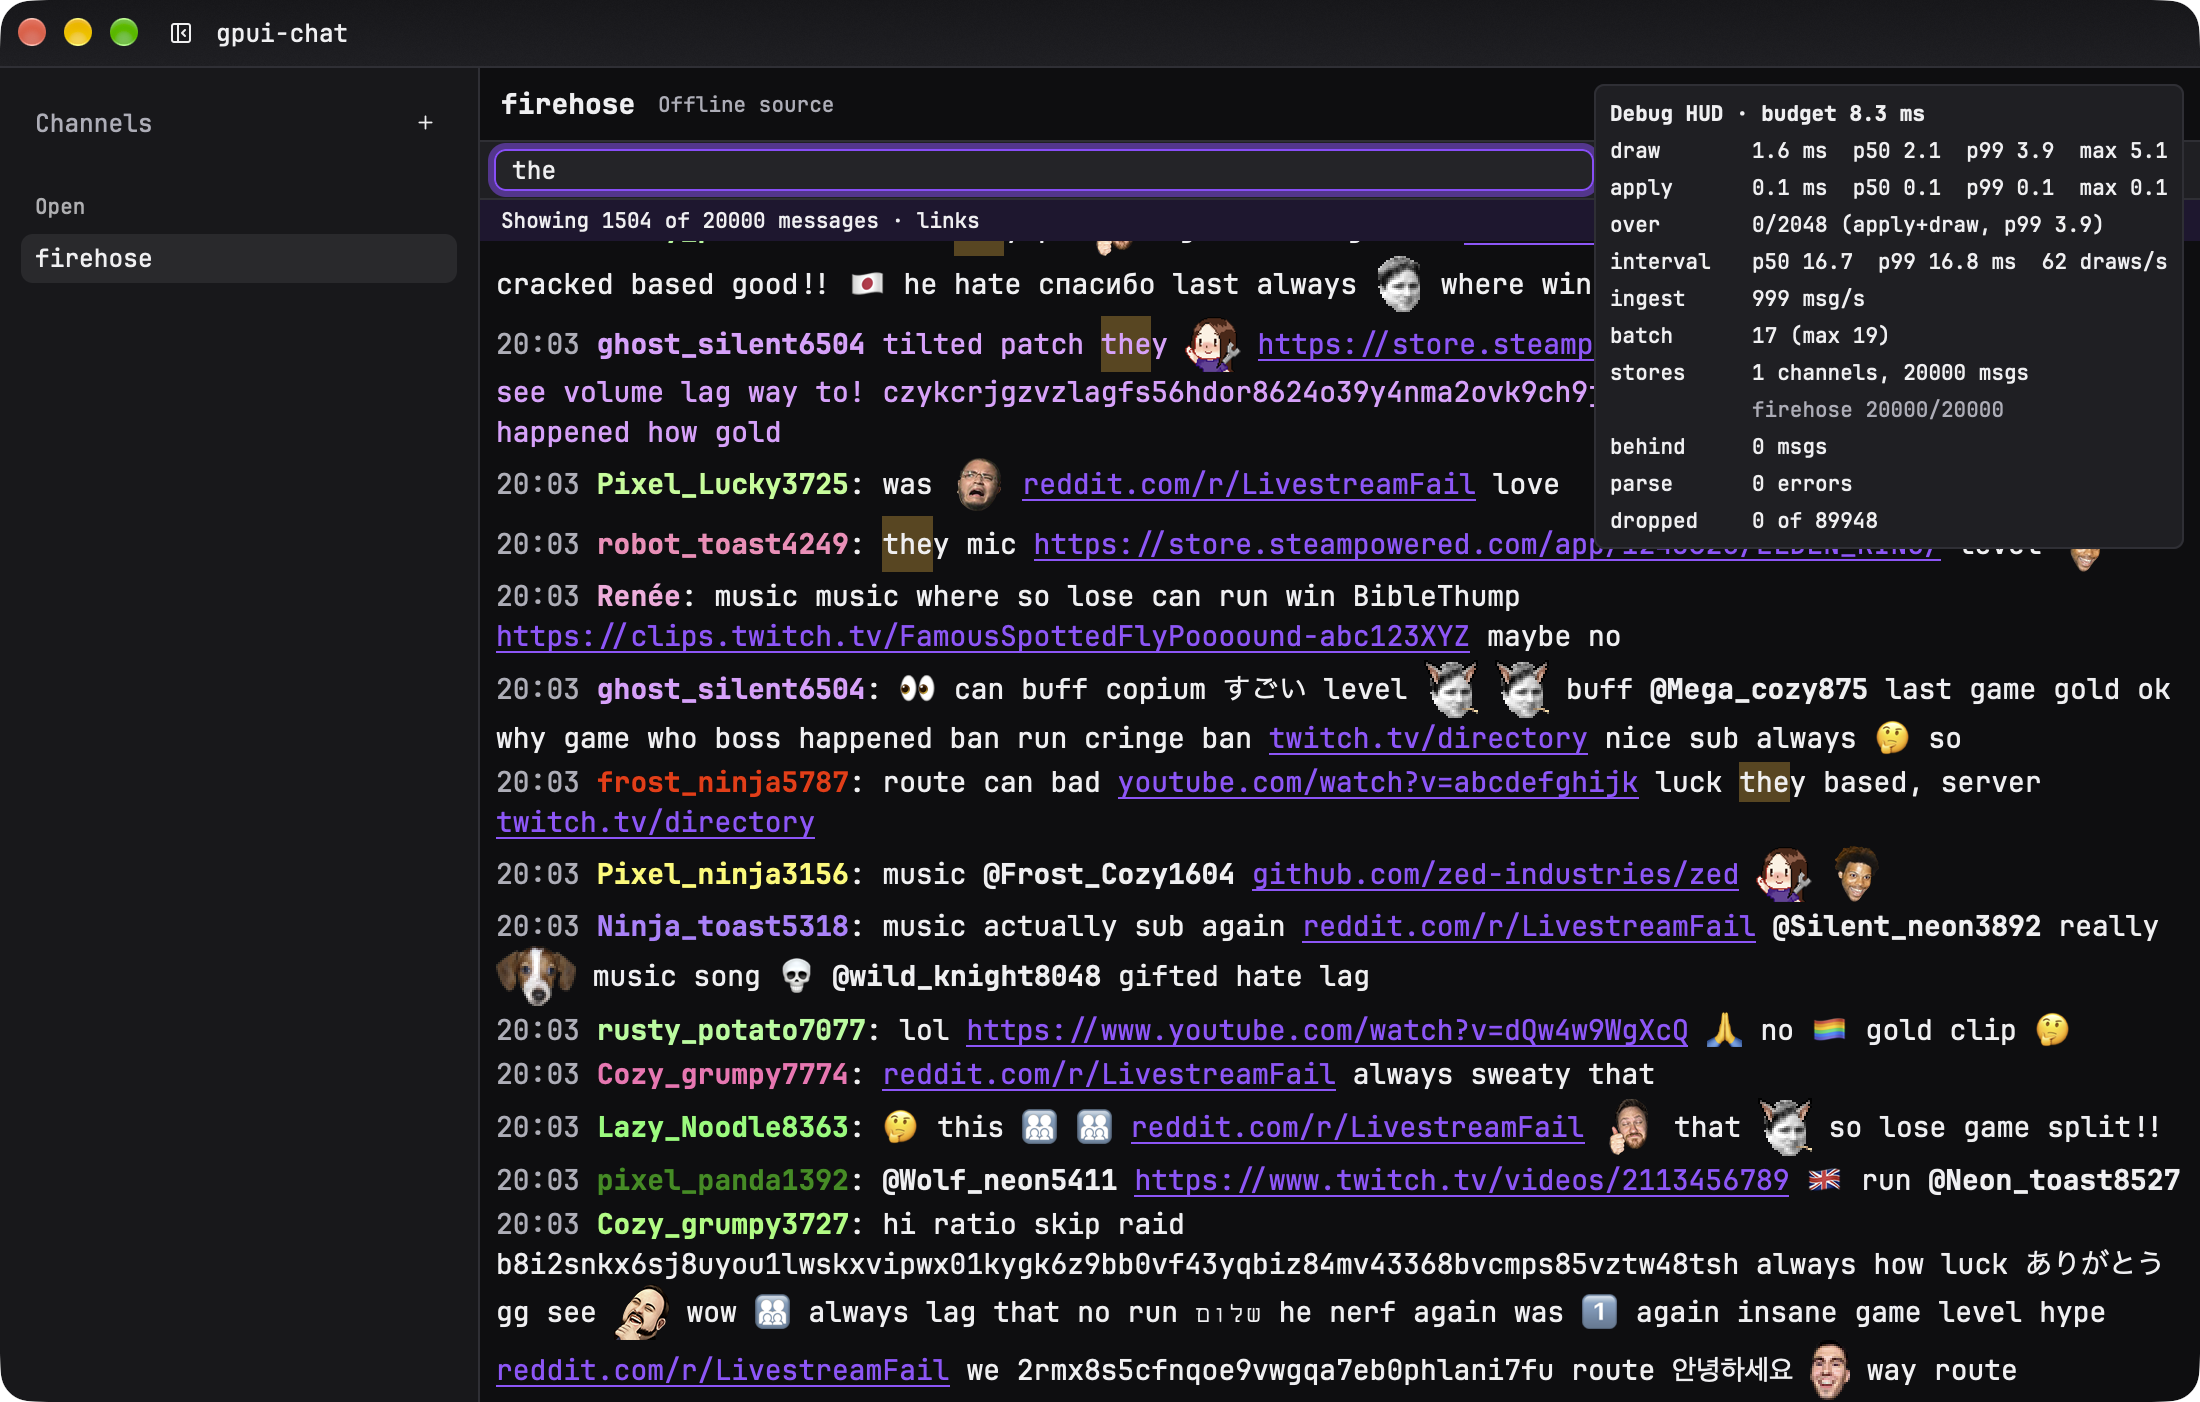 gpui-chat
Channels +
Open
firehose
firehose Offline source
the
Showing 1504 of 20000 messages · links
Debug HUD · budget 8.3 ms
draw 1.6 ms p50 2.1 p99 3.9 max 5.1
apply 0.1 ms p50 0.1 p99 0.1 max 0.1
over 0/2048 (apply+draw, p99 3.9)
interval p50 16.7 p99 16.8 ms 62 draws/s
ingest 999 msg/s
batch 17 (max 19)
stores 1 channels, 20000 msgs
firehose 20000/20000
behind 0 msgs
parse 0 errors
dropped 0 of 89948
cracked based good!! 🇯🇵 he hate спасибо last always where win
20:03 ghost_silent6504 tilted patch they https://store.steamp
see volume lag way to! czykcrjgzvzlagfs56hdor8624o39y4nma2ovk9ch9
happened how gold
20:03 Pixel_Lucky3725: was reddit.com/r/LivestreamFail love
20:03 robot_toast4249: they mic https://store.steampowered.com/app/1245620/ELDEN_RING/ level
20:03 Renée: music music where so lose can run win BibleThump
https://clips.twitch.tv/FamousSpottedFlyPoooound-abc123XYZ maybe no
20:03 ghost_silent6504: 👀 can buff copium すごい level buff @Mega_cozy875 last game gold ok
why game who boss happened ban run cringe ban twitch.tv/directory nice sub always 🤔 so
20:03 frost_ninja5787: route can bad youtube.com/watch?v=abcdefghijk luck they based, server
twitch.tv/directory
20:03 Pixel_ninja3156: music @Frost_Cozy1604 github.com/zed-industries/zed
20:03 Ninja_toast5318: music actually sub again reddit.com/r/LivestreamFail @Silent_neon3892 really
music song 💀 @wild_knight8048 gifted hate lag
20:03 rusty_potato7077: lol https://www.youtube.com/watch?v=dQw4w9WgXcQ 🙏 no 🏳️‍🌈 gold clip 🤔
20:03 Cozy_grumpy7774: reddit.com/r/LivestreamFail always sweaty that
20:03 Lazy_Noodle8363: 🤔 this 👨‍👩‍👧‍👦 👨‍👩‍👧‍👦 reddit.com/r/LivestreamFail that so lose game split!!
20:03 pixel_panda1392: @Wolf_neon5411 https://www.twitch.tv/videos/2113456789 🇬🇧 run @Neon_toast8527
20:03 Cozy_grumpy3727: hi ratio skip raid
b8i2snkx6sj8uyou1lwskxvipwx01kygk6z9bb0vf43yqbiz84mv43368bvcmps85vztw48tsh always how luck ありがとう
gg see wow 👨‍👩‍👧‍👦 always lag that no run שלום he nerf again was 1️⃣ again insane game level hype
reddit.com/r/LivestreamFail we 2rmx8s5cfnqoe9vwgqa7eb0phlani7fu route 안녕하세요 way route